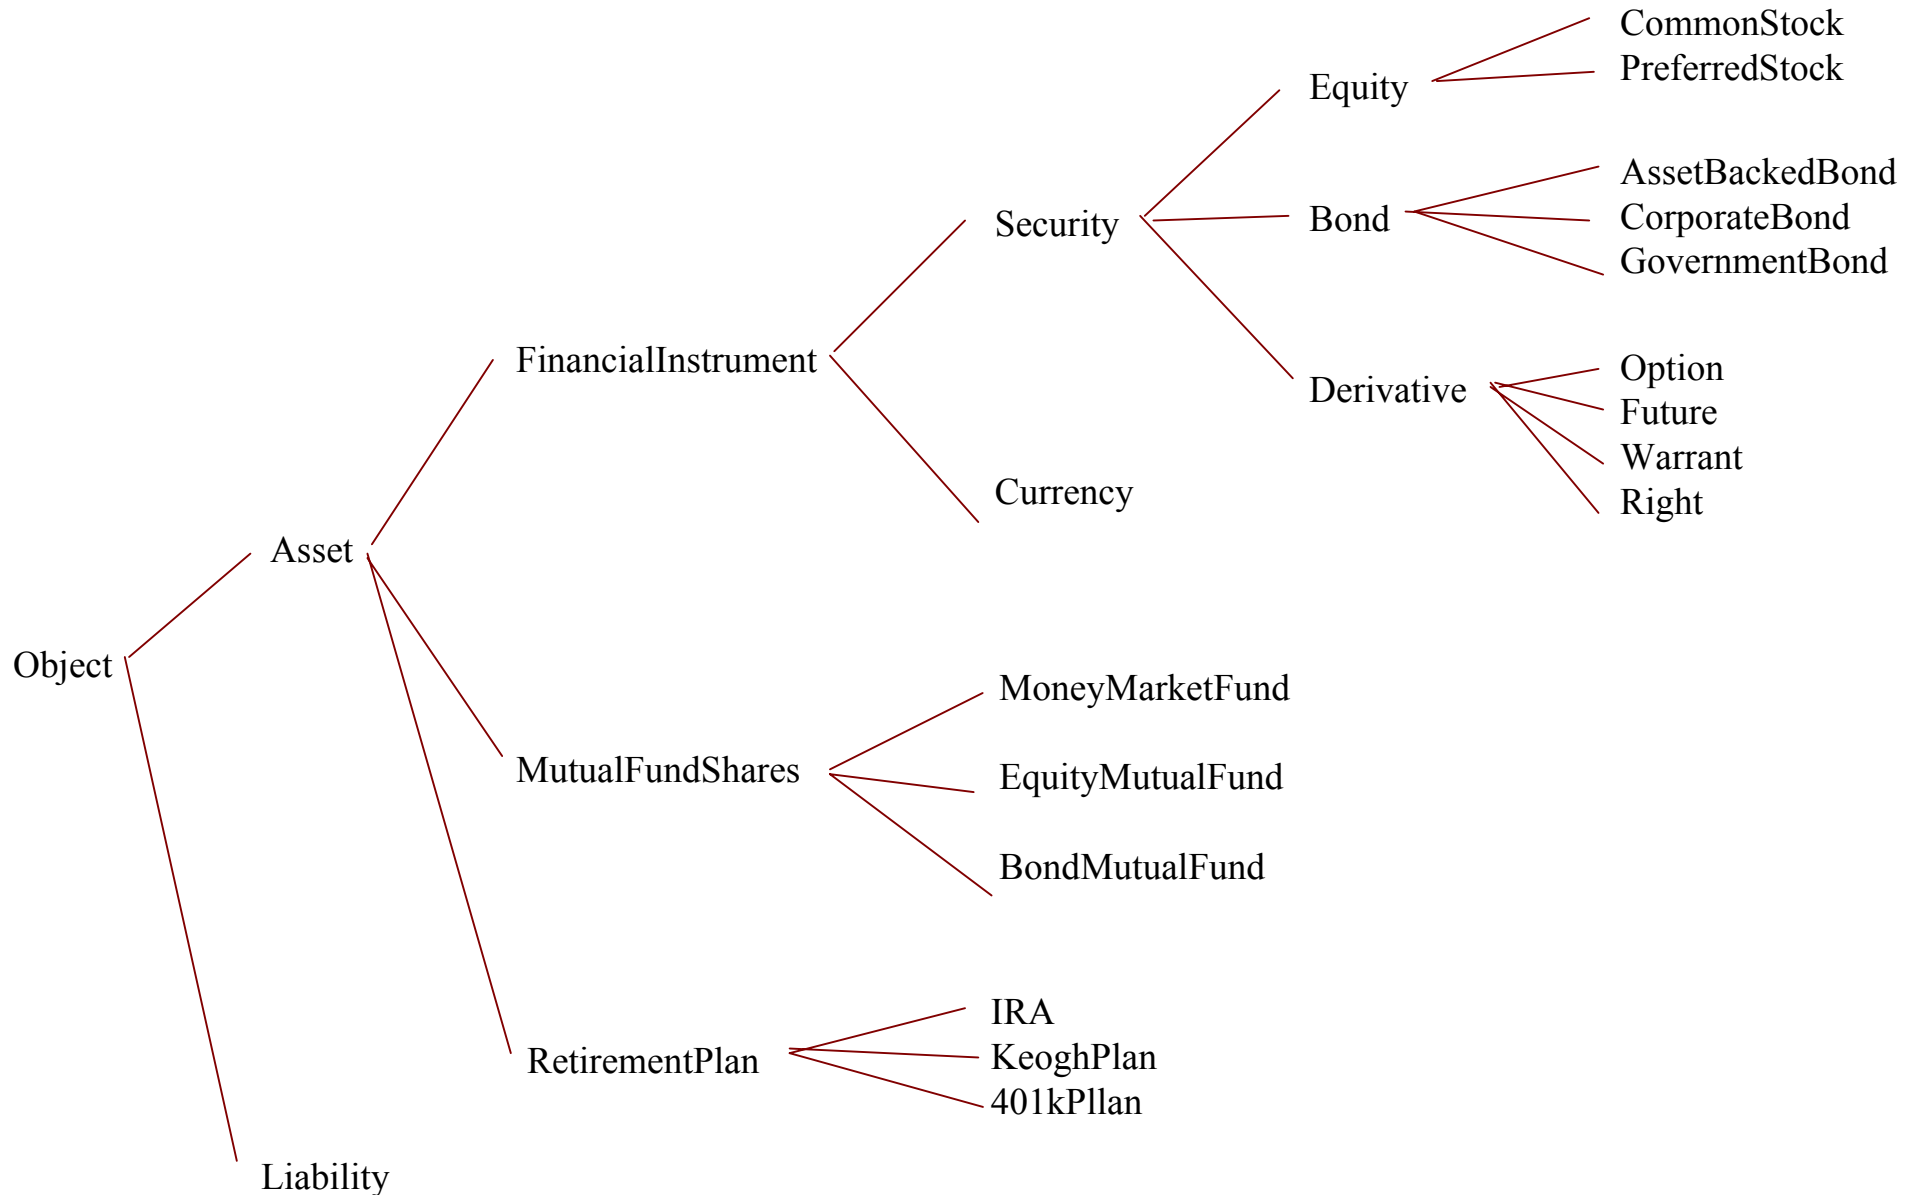 CommonStock
PreferredStock
Equity
AssetBackedBond
CorporateBond
GovernmentBond
Security
Bond
FinancialInstrument
Derivative
Option
Future
Warrant
Right
Currency
Asset
Object
MoneyMarketFund
MutualFundShares
EquityMutualFund
BondMutualFund
IRA
RetirementPlan
KeoghPlan
401kPllan
Liability